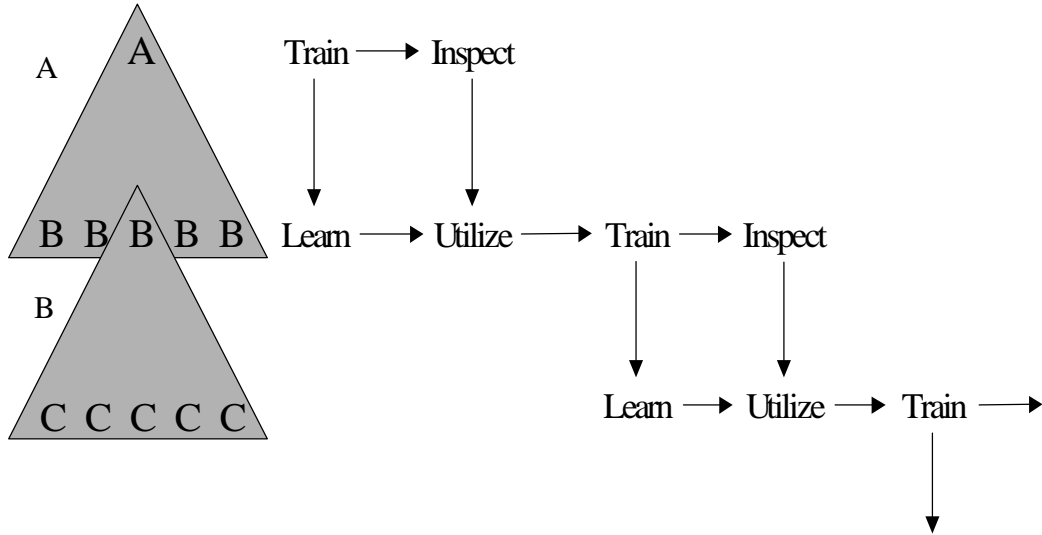 A
A
Train Inspect
B B B B B
Learn Utilize Train Inspect
B
C C C C C
Learn Utilize Train